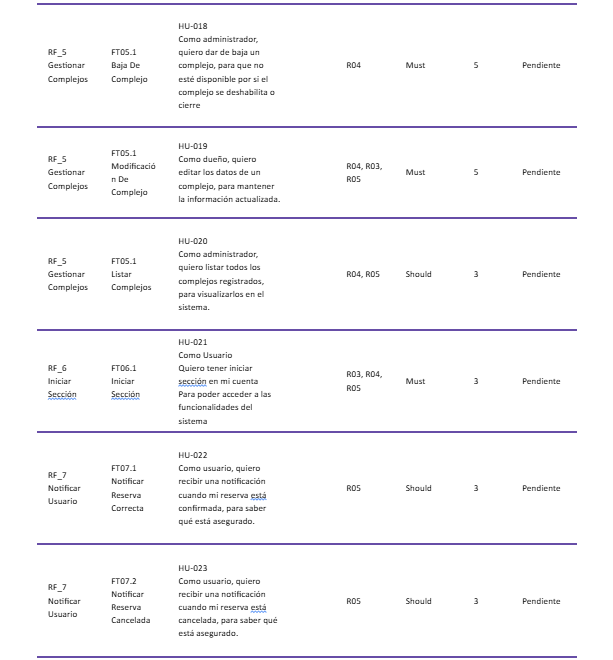 HU-018
Como administrador,
RF_5 FT05.1 quiero dar de baja un
Gestionar Baja De complejo, para que no R04 Must 5 Pendiente
Complejos Complejo esté disponible por si el
complejo se deshabilita o
cierre
HU-019
RF_5 FT05.1 Como dueño, quiero
Gestionar Modificació editar los datos de un R04, R03, Must 5 Pendiente
Complejos n De complejo, para mantener R05
Complejo la información actualizada.
HU-020
Como administrador,
RF_5 FT05.1 quiero listar todos los
Gestionar Listar complejos registrados, R04, R05 Should 3 Pendiente
Complejos Complejos para visualizarlos en el
sistema.
HU-021
Como Usuario
RF_6 FT06.1 Quiero tener iniciar R03, R04,
Iniciar Iniciar sección en mi cuenta R05 Must 3 Pendiente
Sección Sección Para poder acceder a las
funcionalidades del
sistema
HU-022
RF_7 FT07.1 Como usuario, quiero
Notificar Notificar recibir una notificación R05 Should 3 Pendiente
Usuario Reserva cuando mi reserva está
Correcta confirmada, para saber
qué está asegurado.
HU-023
RF_7 FT07.2 Como usuario, quiero
Notificar Notificar recibir una notificación R05 Should 3 Pendiente
Usuario Reserva cuando mi reserva está
Cancelada cancelada, para saber qué
está asegurado.